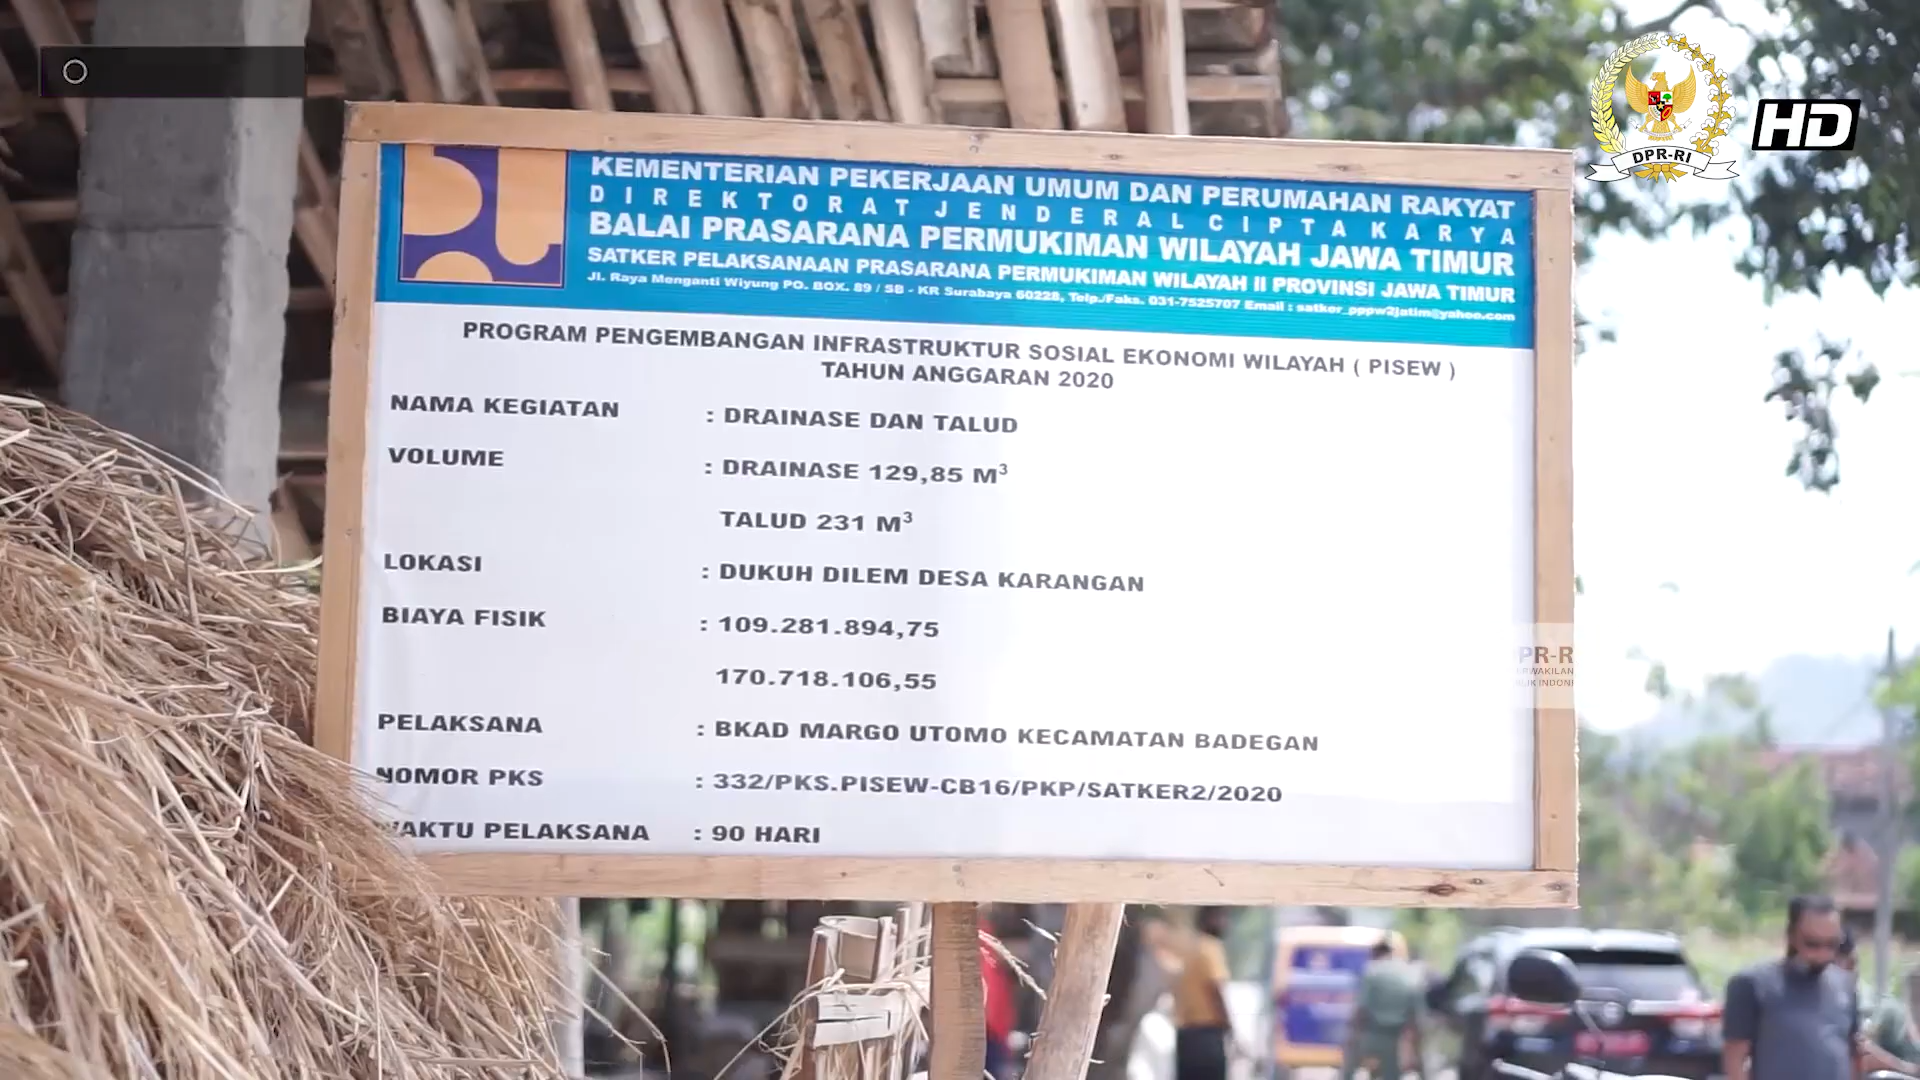 DPR-RI
HD
KEMENTERIAN PEKERJAAN UMUM DAN PERUMAHAN RAKYAT
DIREKTORAT JENDERAL CIPTA KARYA
BALAI PRASARANA PERMUKIMAN WILAYAH JAWA TIMUR
SATKER PELAKSANAAN PRASARANA PERMUKIMAN WILAYAH II PROVINSI JAWA TIMUR
Jl. Raya Menganti Wiyung PO. BOX. 89 / SB - KR Surabaya 60228, Telp./Faks. 031-7525707 Email : satker_pppw2jatim@yahoo.com
PROGRAM PENGEMBANGAN INFRASTRUKTUR SOSIAL EKONOMI WILAYAH ( PISEW )
TAHUN ANGGARAN 2020
NAMA KEGIATAN : DRAINASE DAN TALUD
VOLUME : DRAINASE 129,85 M³
TALUD 231 M³
LOKASI : DUKUH DILEM DESA KARANGAN
BIAYA FISIK : 109.281.894,75
170.718.106,55
PELAKSANA : BKAD MARGO UTOMO KECAMATAN BADEGAN
NOMOR PKS : 332/PKS.PISEW-CB16/PKP/SATKER2/2020
WAKTU PELAKSANA : 90 HARI